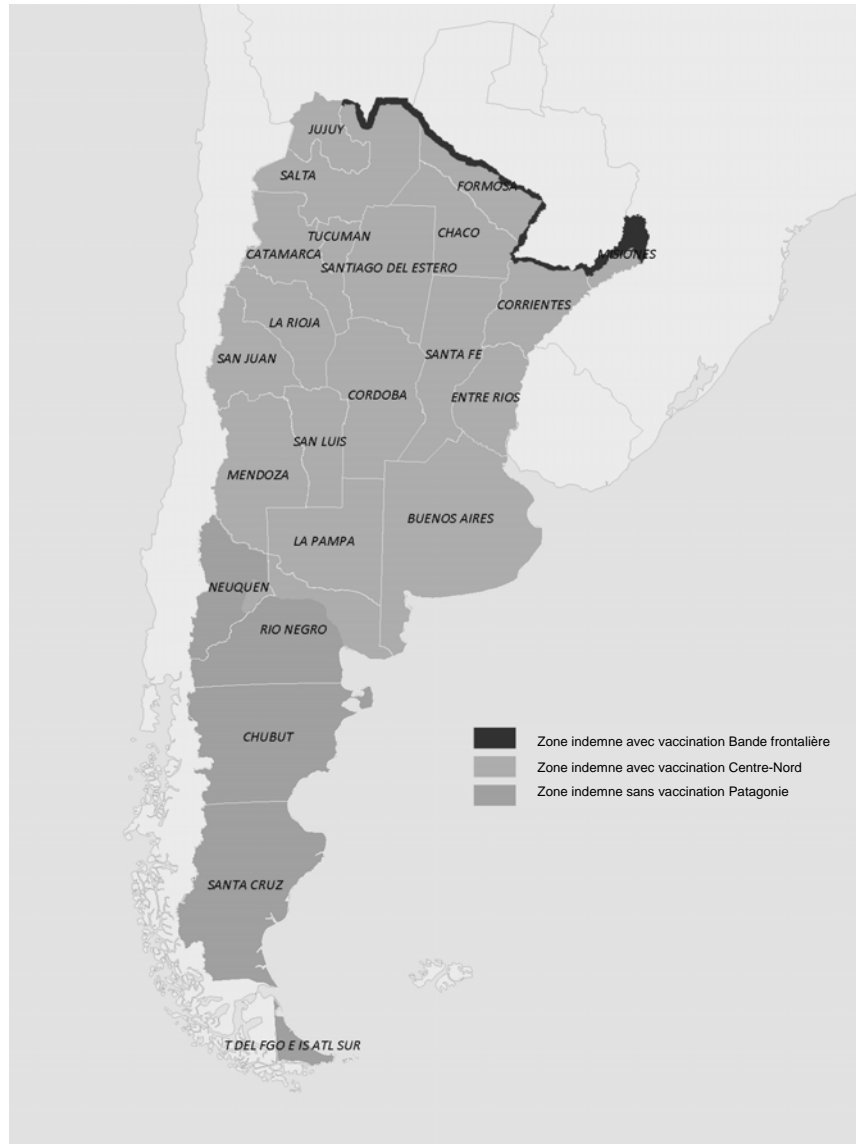 JUJUY
SALTA
FORMOSA
TUCUMAN
CHACO
CATAMARCA
MISIONES
SANTIAGO DEL ESTERO
CORRIENTES
LA RIOJA
SAN JUAN
SANTA FE
CORDOBA
ENTRE RIOS
SAN LUIS
MENDOZA
BUENOS AIRES
LA PAMPA
NEUQUEN
RIO NEGRO
CHUBUT
Zone indemne avec vaccination Bande frontalière
Zone indemne avec vaccination Centre-Nord
Zone indemne sans vaccination Patagonie
SANTA CRUZ
T DEL FGO E IS ATL SUR